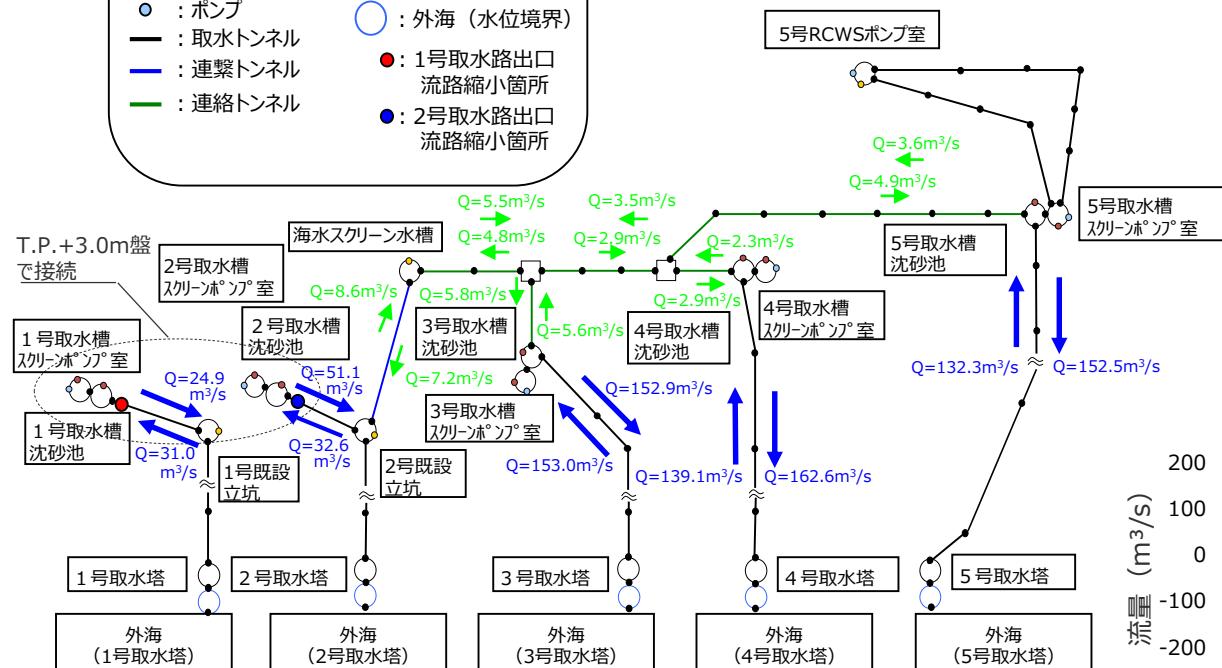 ：ポンプ
：取水トンネル
：連繋トンネル
：連絡トンネル
：外海（水位境界）
：1号取水路出口
流路縮小箇所
：2号取水路出口
流路縮小箇所
5号RCWSポンプ室
Q=3.6m³/s
Q=4.9m³/s
5号取水槽
スクリーンポンプ室
5号取水槽
沈砂池
Q=5.5m³/s
Q=3.5m³/s
Q=4.8m³/s
Q=2.9m³/s
Q=2.3m³/s
Q=2.9m³/s
海水スクリーン水槽
T.P.+3.0m盤
で接続
2号取水槽
スクリーンポンプ室
Q=8.6m³/s
Q=5.8m³/s
3号取水槽
沈砂池
Q=5.6m³/s
4号取水槽
沈砂池
4号取水槽
スクリーンポンプ室
1号取水槽
スクリーンポンプ室
２号取水槽
沈砂池
Q=24.9
m³/s
Q=51.1
m³/s
Q=7.2m³/s
Q=152.9m³/s
Q=132.3m³/s
Q=152.5m³/s
3号取水槽
スクリーンポンプ室
１号取水槽
沈砂池
Q=31.0
m³/s
Q=32.6
m³/s
1号既設
立坑
2号既設
立坑
Q=153.0m³/s
Q=139.1m³/s
Q=162.6m³/s
1号取水塔
２号取水塔
３号取水塔
４号取水塔
５号取水塔
外海
（1号取水塔）
外海
（2号取水塔）
外海
（3号取水塔）
外海
（4号取水塔）
外海
（5号取水塔）
流量（m³/s）
200
100
0
-100
-200